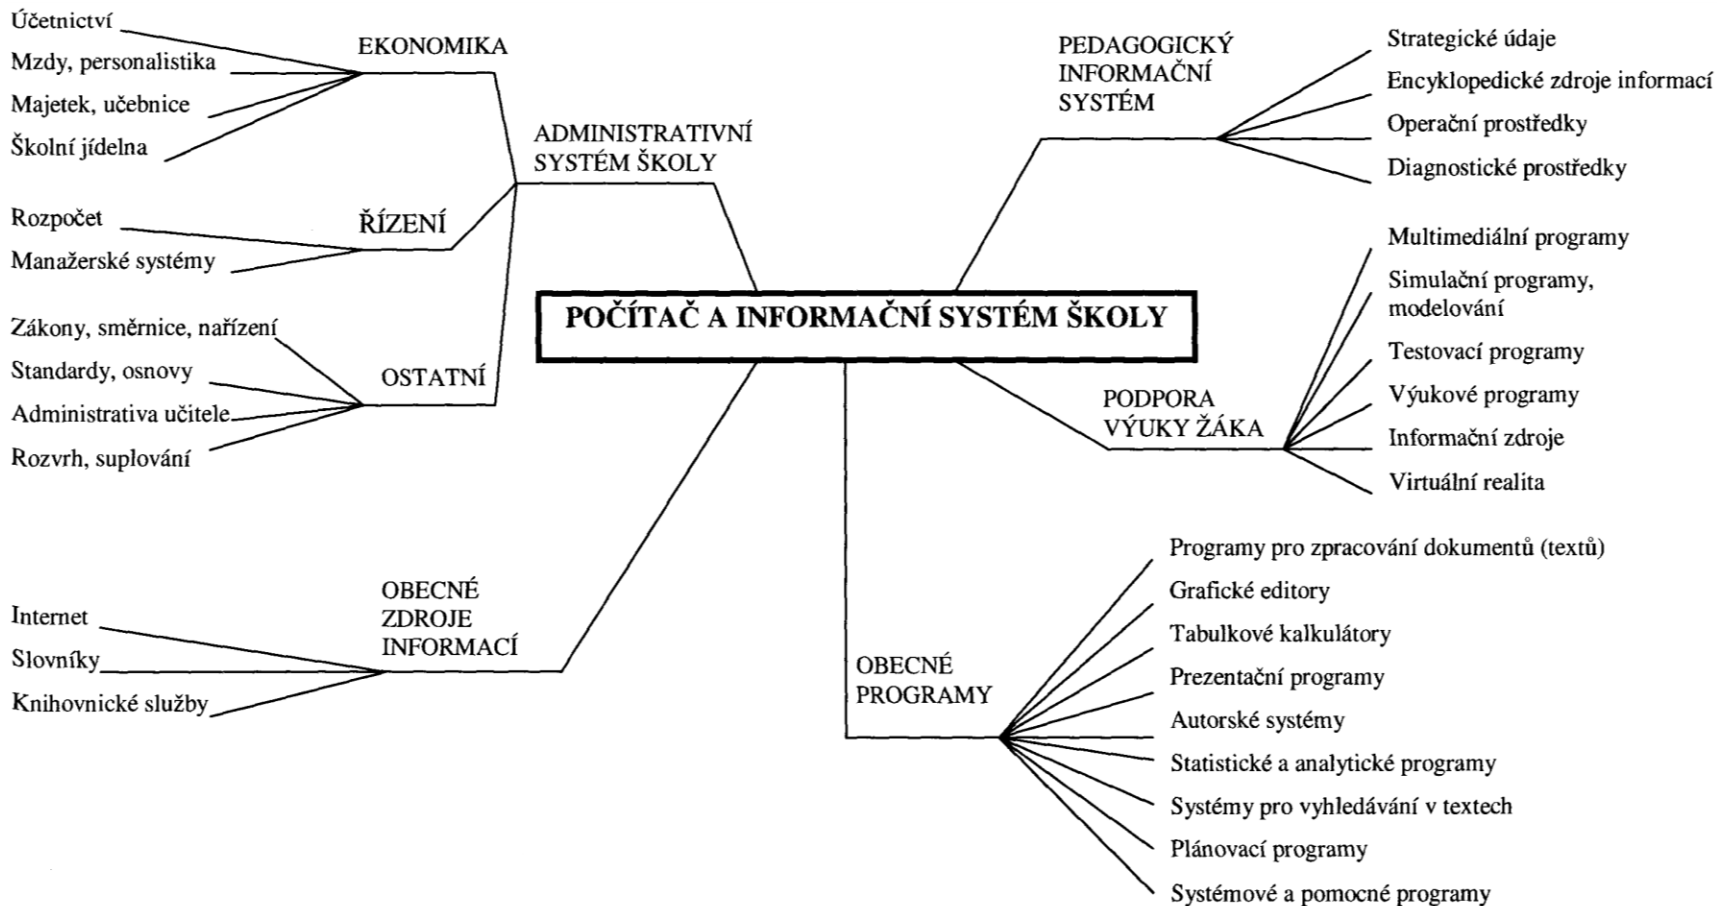 Účetnictví
Mzdy, personalistika
Majetek, učebnice
Školní jídelna
EKONOMIKA
Rozpočet
Manažerské systémy
ŘÍZENÍ
Zákony, směrnice, nařízení
Standardy, osnovy
Administrativa učitele
Rozvrh, suplování
OSTATNÍ
ADMINISTRATIVNÍ
SYSTÉM ŠKOLY
POČÍTAČ A INFORMAČNÍ SYSTÉM ŠKOLY
PEDAGOGICKÝ
INFORMAČNÍ
SYSTÉM
Strategické údaje
Encyklopedické zdroje informací
Operační prostředky
Diagnostické prostředky
PODPORA
VÝUKY ŽÁKA
Multimediální programy
Simulační programy,
modelování
Testovací programy
Výukové programy
Informační zdroje
Virtuální realita
OBECNÉ
ZDROJE
INFORMACÍ
Internet
Slovníky
Knihovnické služby
OBECNÉ
PROGRAMY
Programy pro zpracování dokumentů (textů)
Grafické editory
Tabulkové kalkulátory
Prezentační programy
Autorské systémy
Statistické a analytické programy
Systémy pro vyhledávání v textech
Plánovací programy
Systémové a pomocné programy